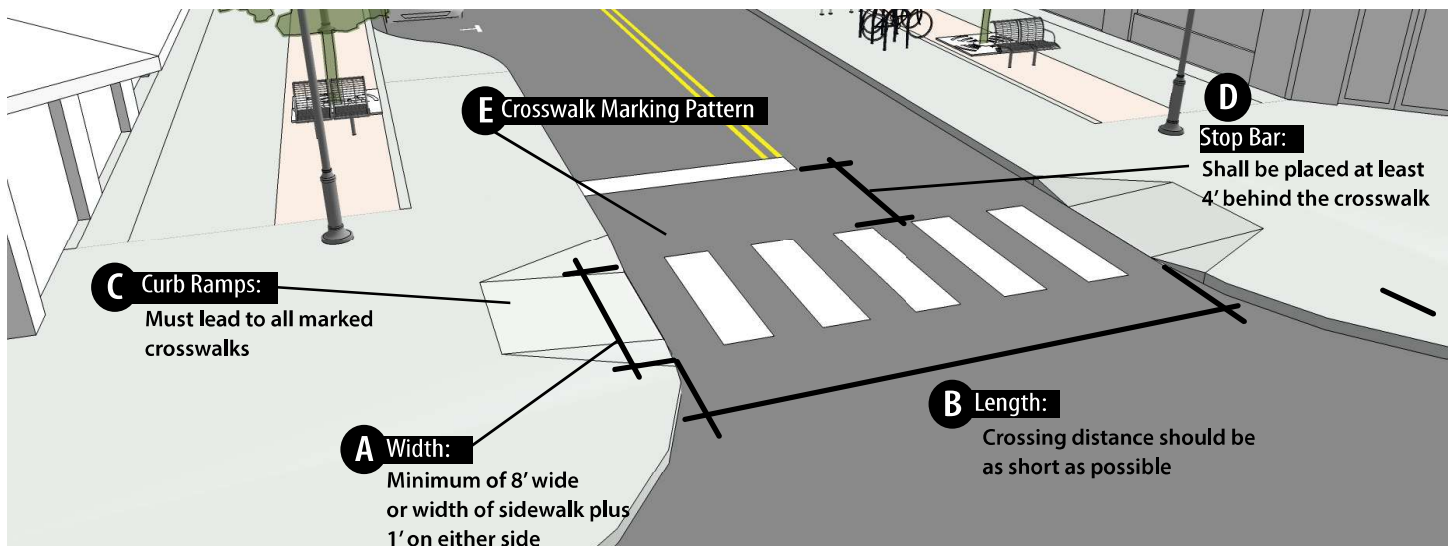 E Crosswalk Marking Pattern
D
Stop Bar:
Shall be placed at least
4' behind the crosswalk
C Curb Ramps:
Must lead to all marked
crosswalks
B Length:
Crossing distance should be
as short as possible
A Width:
Minimum of 8' wide
or width of sidewalk plus
1' on either side